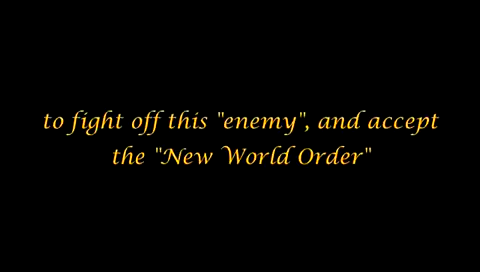 to fight off this "enemy", and accept
the "New World Order"